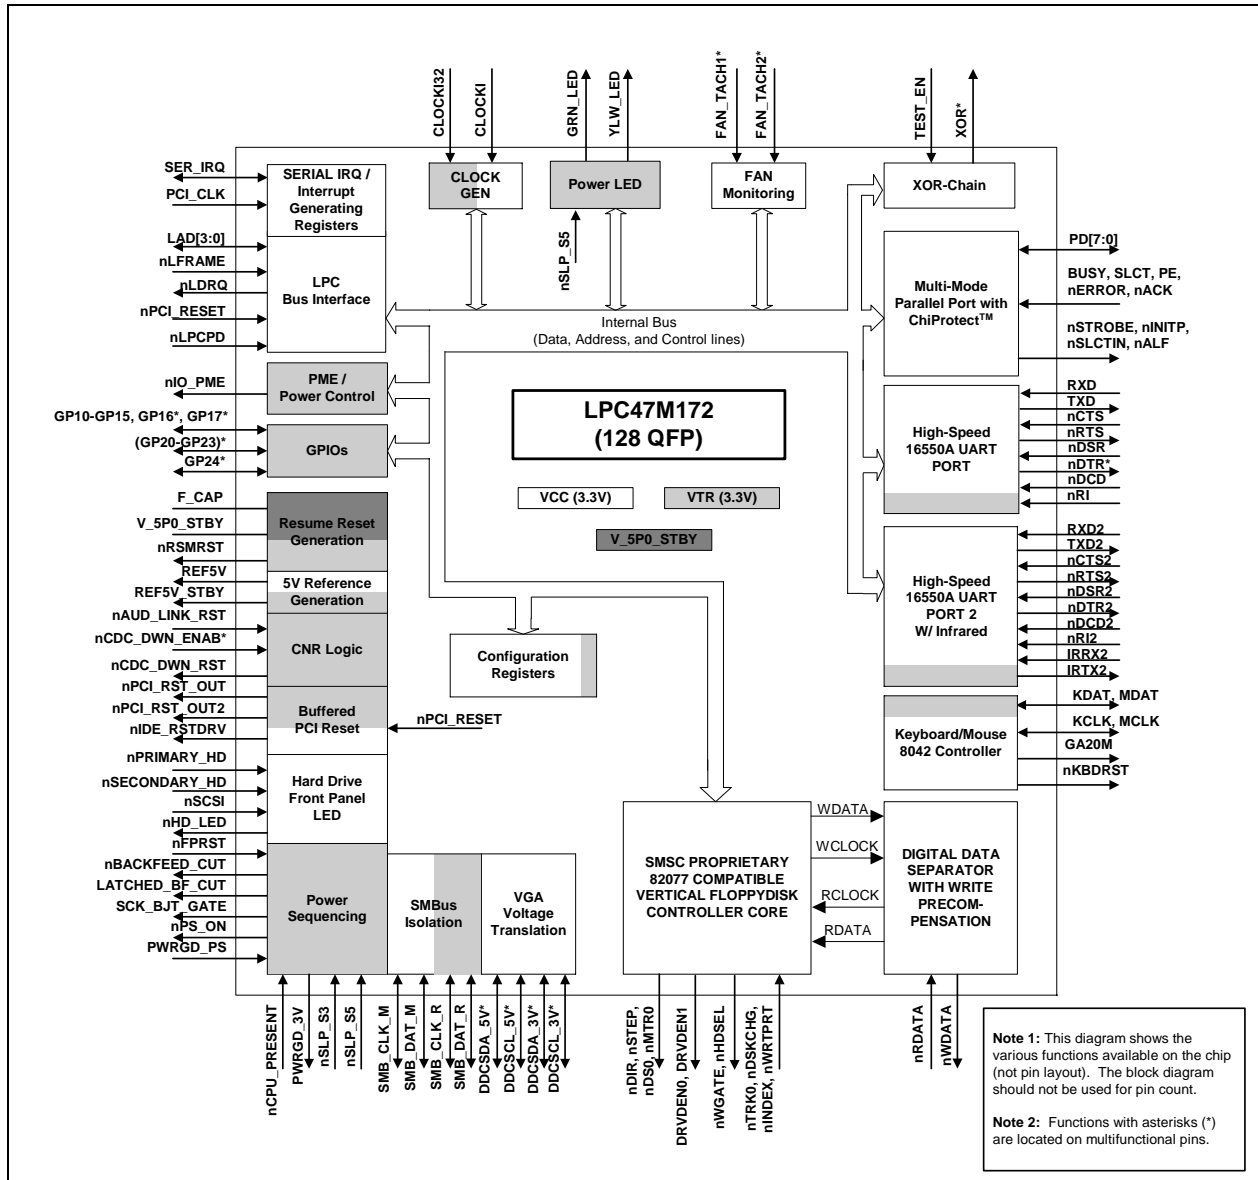 CLOCKI32
CLOCKI
GRN_LED
YLW_LED
FAN_TACH1*
FAN_TACH2*
TEST_EN
XOR*
SER_IRQ
PCI_CLK
LAD[3:0]
nLFRAME
nLDRQ
nPCI_RESET
nLPCPD
nIO_PME
GP10-GP15, GP16*, GP17*
(GP20-GP23)*
GP24*
F_CAP
V_5P0_STBY
nRSMRST
REF5V
REF5V_STBY
nAUD_LINK_RST
nCDC_DWN_ENAB*
nCDC_DWN_RST
nPCI_RST_OUT
nPCI_RST_OUT2
nIDE_RSTDRV
nPRIMARY_HD
nSECONDARY_HD
nSCSI
nHD_LED
nFPRST
nBACKFEED_CUT
LATCHED_BF_CUT
SCK_BJT_GATE
nPS_ON
PWRGD_PS
SERIAL IRQ /
Interrupt
Generating
Registers
LPC
Bus Interface
PME /
Power Control
GPIOs
Resume Reset
Generation
5V Reference
Generation
CNR Logic
Buffered
PCI Reset
nPCI_RESET
Hard Drive
Front Panel
LED
Power
Sequencing
SMBus
Isolation
VGA
Voltage
Translation
CLOCK
GEN
Power LED
nSLP_S5
FAN
Monitoring
XOR-Chain
Internal Bus
(Data, Address, and Control lines)
LPC47M172
(128 QFP)
VCC (3.3V)
VTR (3.3V)
V_5P0_STBY
Configuration
Registers
Multi-Mode
Parallel Port with
ChiProtect™
High-Speed
16550A UART
PORT
High-Speed
16550A UART
PORT 2
W/ Infrared
Keyboard/Mouse
8042 Controller
PD[7:0]
BUSY, SLCT, PE,
nERROR, nACK
nSTROBE, nINITP,
nSLCTIN, nALF
RXD
TXD
nCTS
nRTS
nDSR
nDTR*
nDCD
nRI
RXD2
TXD2
nCTS2
nRTS2
nDSR2
nDTR2
nDCD2
nRI2
IRRX2
IRTX2
KDAT, MDAT
KCLK, MCLK
GA20M
nKBDRST
SMSC PROPRIETARY
82077 COMPATIBLE
VERTICAL FLOPPYDISK
CONTROLLER CORE
WDATA
WCLOCK
RCLOCK
RDATA
DIGITAL DATA
SEPARATOR
WITH WRITE
PRECOM-
PENSATION
nCPU_PRESENT
PWRGD_3V
nSLP_S3
nSLP_S5
SMB_CLK_M
SMB_DAT_M
SMB_CLK_R
SMB_DAT_R
DDCSDA_5V*
DDCSCL_5V*
DDCSDA_3V*
DDCSCL_3V*
nDIR, nSTEP,
nDS0, nMTR0
DRVDEN0, DRVDEN1
nWGATE, nHDSEL
nTRK0, nDSKCHG,
nINDEX, nWRTPRT
nRDATA
nWDATA
Note 1: This diagram shows the
various functions available on the chip
(not pin layout). The block diagram
should not be used for pin count.
Note 2: Functions with asterisks (*)
are located on multifunctional pins.